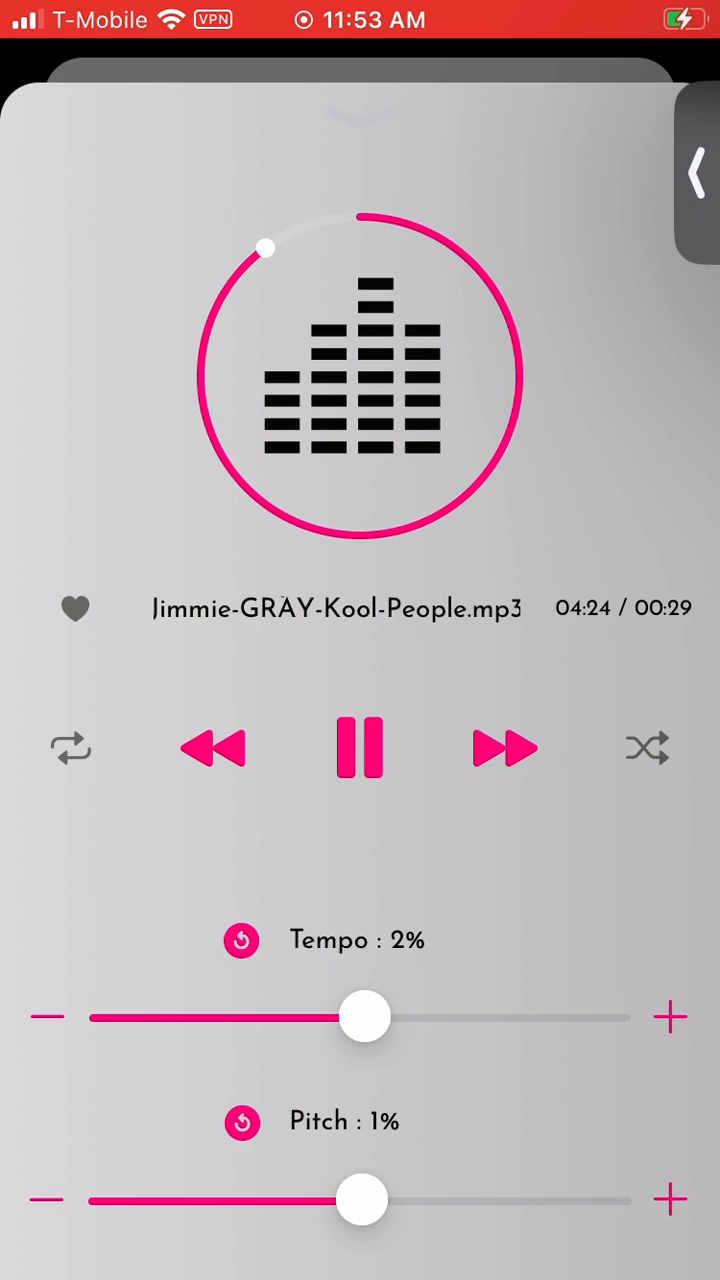 T-Mobile VPN 11:53 AM
Jimmie-GRAY-Kool-People.mp3 04:24 / 00:29
Tempo : 2%
Pitch : 1%